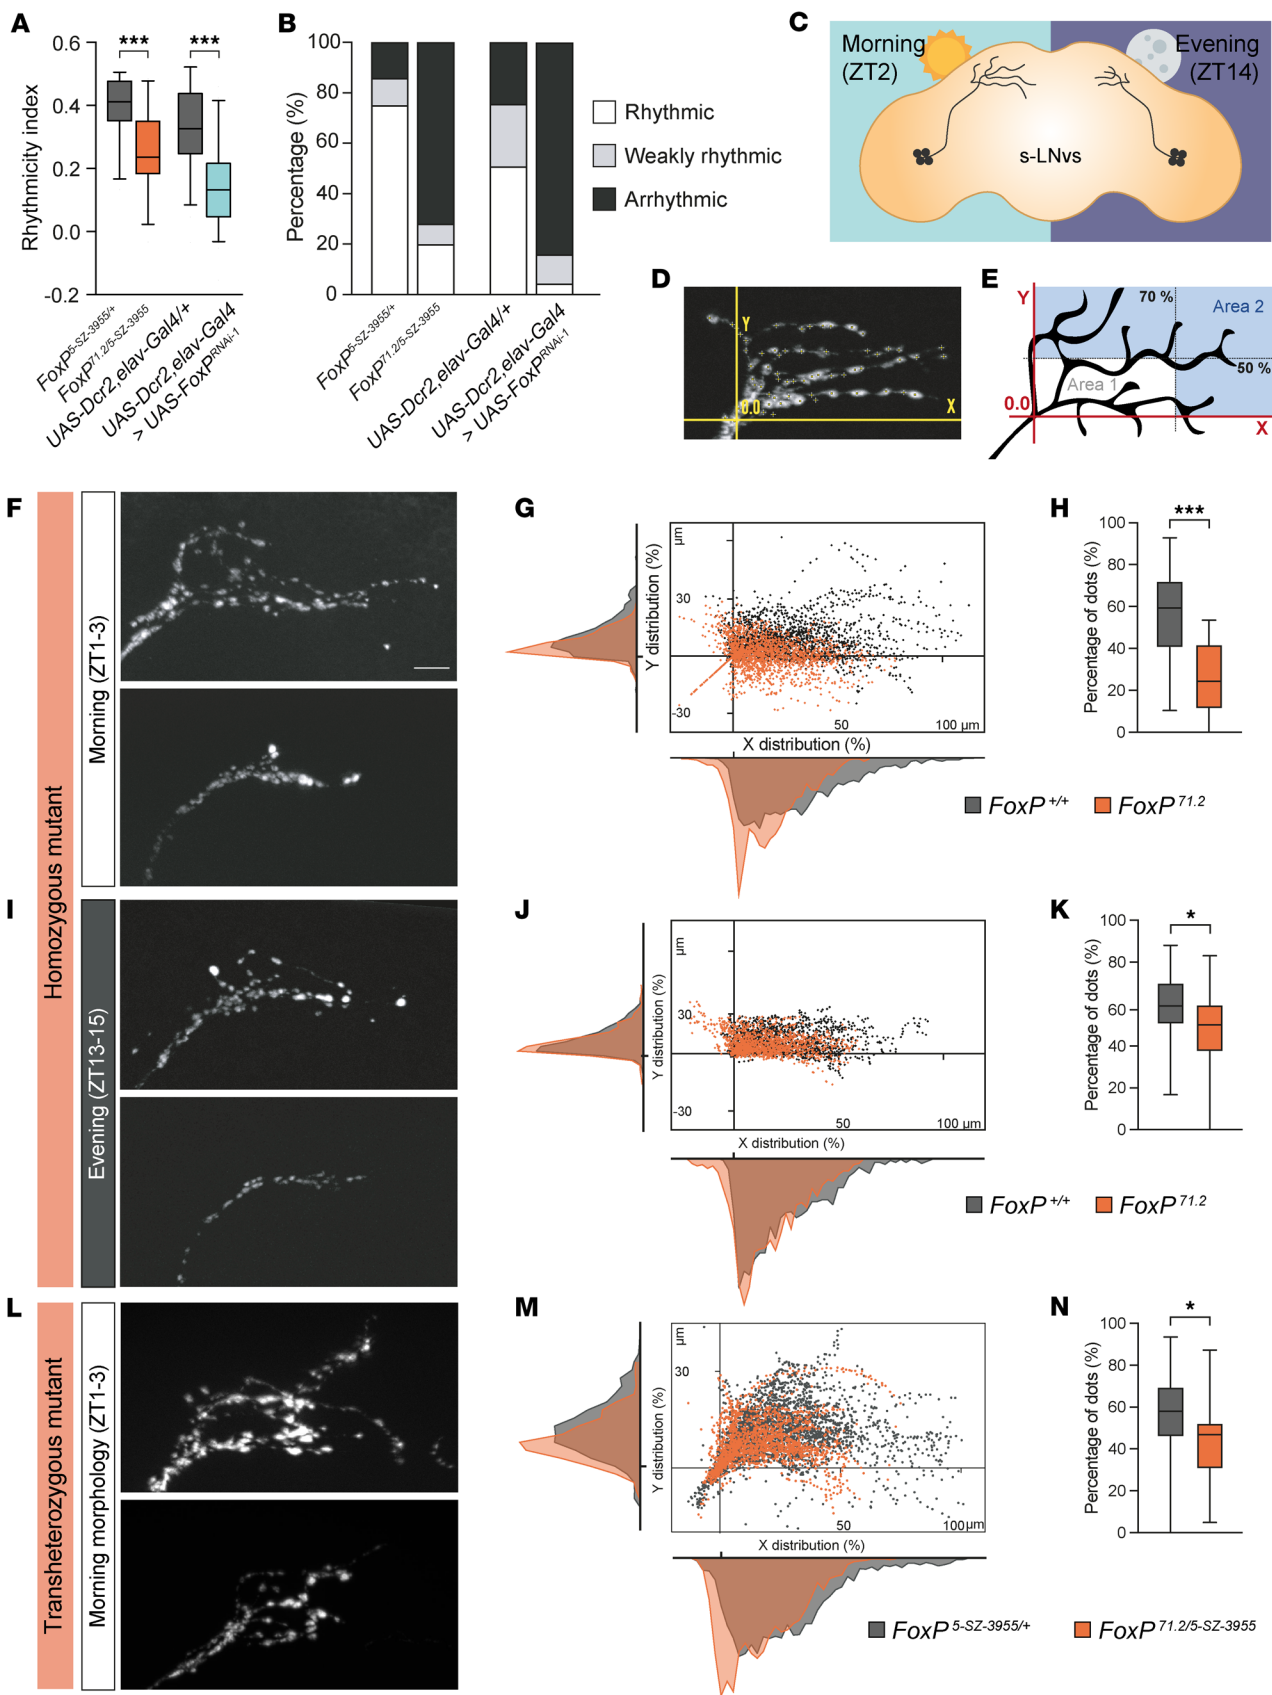 A
Rhythmicity index
0.6
0.4
0.2
0.0
-0.2
***
***
FoxP5-SZ-3955/+
FoxP71.2/5-SZ-3955
UAS-Dcr2,elav-Gal4/+
UAS-Dcr2,elav-Gal4
> UAS-FoxPRNAi-1
B
Percentage (%)
100
80
60
40
20
0
FoxP5-SZ-3955/+
FoxP71.2/5-SZ-3955
UAS-Dcr2,elav-Gal4/+
UAS-Dcr2,elav-Gal4
> UAS-FoxPRNAi-1
Rhythmic
Weakly rhythmic
Arrhythmic
C
Morning
(ZT2)
Evening
(ZT14)
s-LNvs
D
Y
0.0
X
E
Y
70 %
Area 2
50 %
Area 1
0.0
X
Homozygous mutant
F
Morning (ZT1-3)
G
Y distribution (%)
µm
30
-30
50
100 µm
X distribution (%)
FoxP+/+
FoxP71.2
H
Percentage of dots (%)
100
80
60
40
20
0
***
I
Evening (ZT13-15)
J
Y distribution (%)
µm
30
-30
50
100 µm
X distribution (%)
FoxP+/+
FoxP71.2
K
Percentage of dots (%)
100
80
60
40
20
0
*
L
Transheterozygous mutant
Morning morphology (ZT1-3)
M
Y distribution (%)
µm
30
50
100µm
X distribution (%)
FoxP5-SZ-3955/+
FoxP71.2/5-SZ-3955
N
Percentage of dots (%)
100
80
60
40
20
0
*